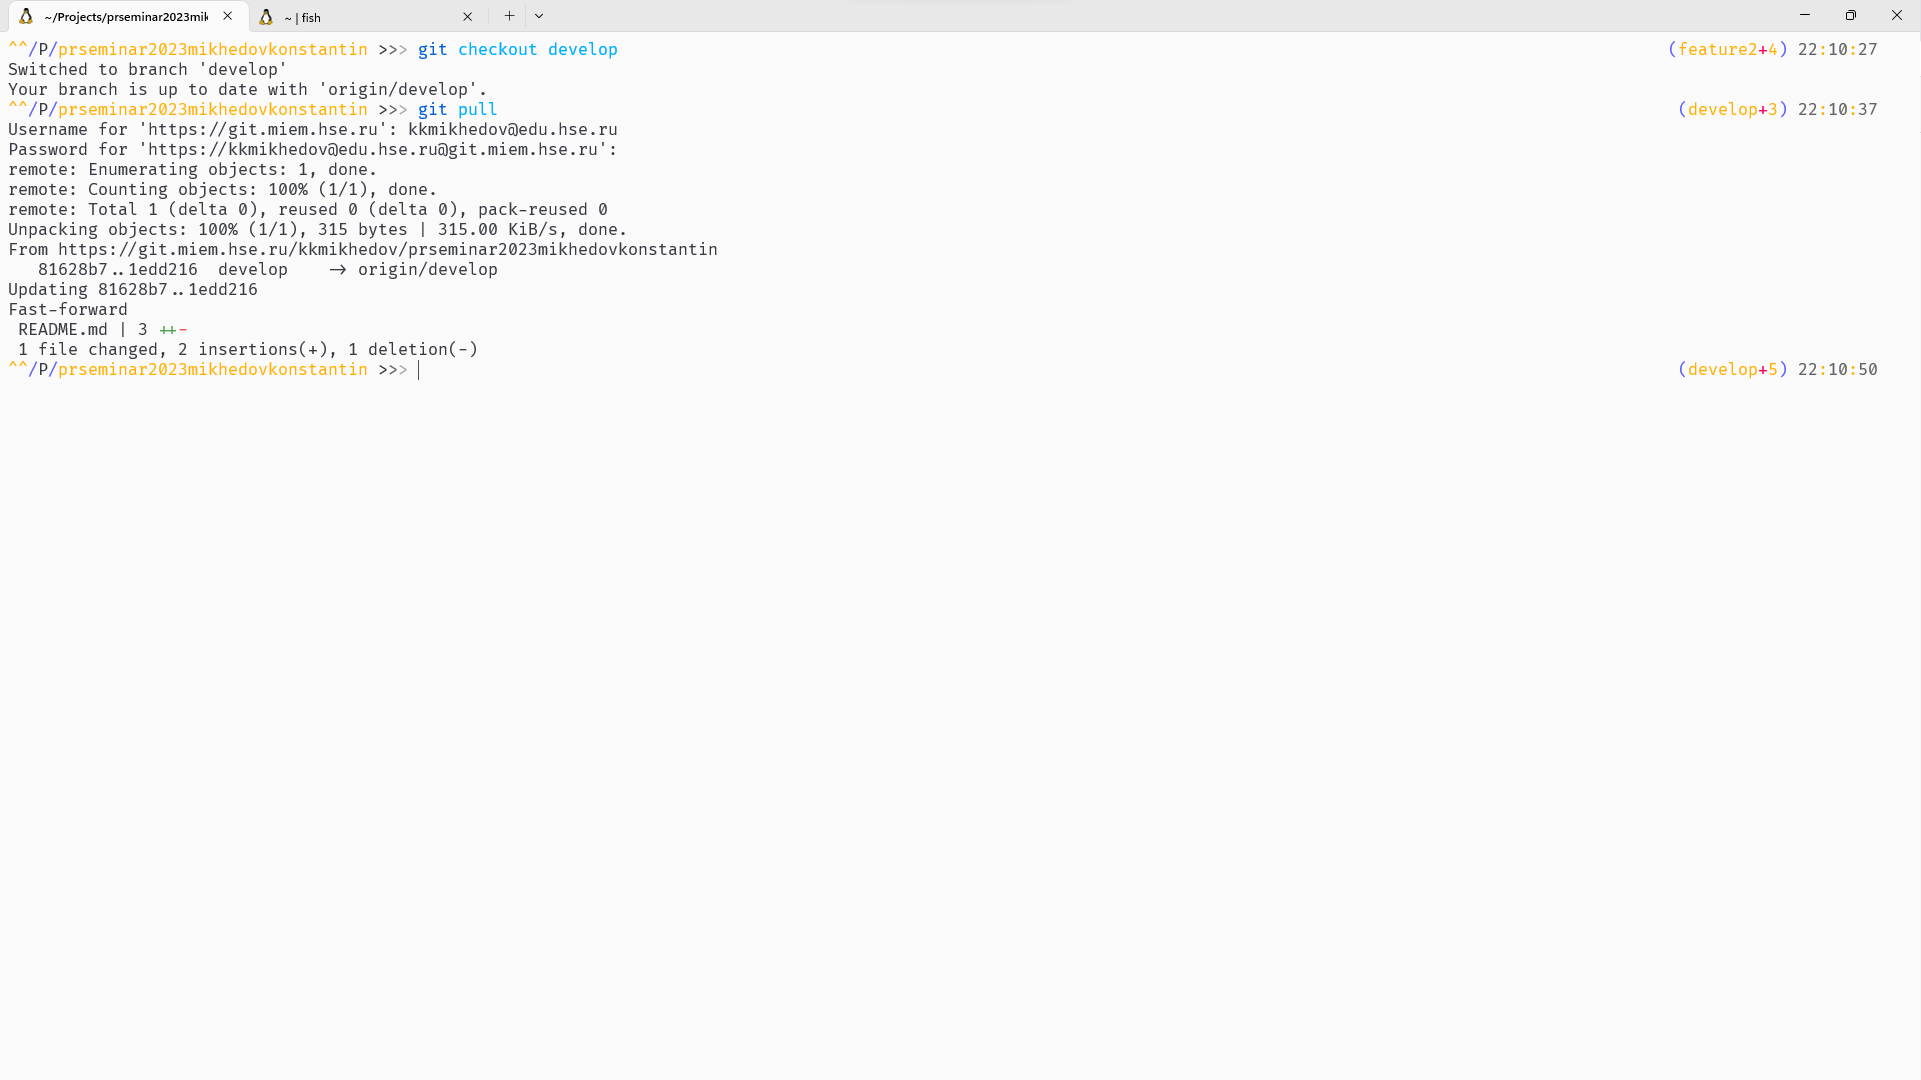 ~/Projects/prseminar2023mik
~ | fish
^^/P/prseminar2023mikhedovkonstantin >>> git checkout develop (feature2+4) 22:10:27
Switched to branch 'develop'
Your branch is up to date with 'origin/develop'.
^^/P/prseminar2023mikhedovkonstantin >>> git pull (develop+3) 22:10:37
Username for 'https://git.miem.hse.ru': kkmikhedov@edu.hse.ru
Password for 'https://kkmikhedov@edu.hse.ru@git.miem.hse.ru':
remote: Enumerating objects: 1, done.
remote: Counting objects: 100% (1/1), done.
remote: Total 1 (delta 0), reused 0 (delta 0), pack-reused 0
Unpacking objects: 100% (1/1), 315 bytes | 315.00 KiB/s, done.
From https://git.miem.hse.ru/kkmikhedov/prseminar2023mikhedovkonstantin
   81628b7..1edd216  develop    -> origin/develop
Updating 81628b7..1edd216
Fast-forward
 README.md | 3 ++-
 1 file changed, 2 insertions(+), 1 deletion(-)
^^/P/prseminar2023mikhedovkonstantin >>> (develop+5) 22:10:50